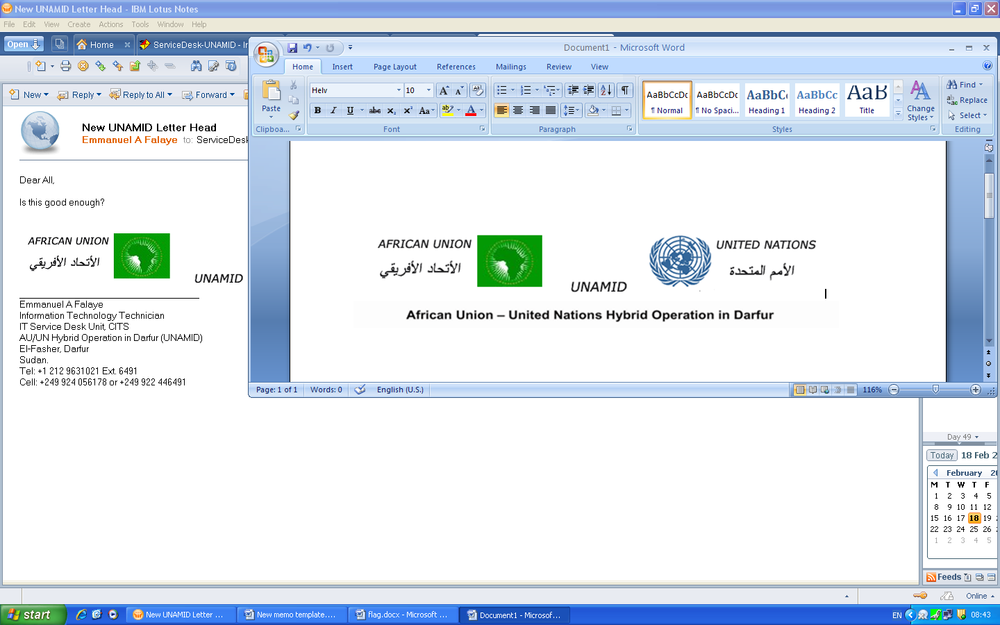 New UNAMID Letter Head - IBM Lotus Notes
File Edit View Create Actions Tools Window Help
Open Home ServiceDesk-UNAMID - In
New Reply Reply to All Forward
New UNAMID Letter Head
Emmanuel A Falaye to: ServiceDesk
Dear All,
Is this good enough?
AFRICAN UNION
الأتحاد الأفريقي
UNAMID
Emmanuel A Falaye
Information Technology Technician
IT Service Desk Unit, CITS
AU/UN Hybrid Operation in Darfur (UNAMID)
El-Fasher, Darfur
Sudan.
Tel: +1 212 9631021 Ext. 6491
Cell: +249 924 056178 or +249 922 446491
Document1 - Microsoft Word
Home Insert Page Layout References Mailings Review View
Paste
Clipboa...
Helv 10
B I U abc x₂ x² Aa
Font
Paragraph
AaBbCcDc AaBbCcDc AaBbCc AaBbCc AaB
¶ Normal ¶ No Spaci... Heading 1 Heading 2 Title
Change Styles
Styles
Find
Replace
Select
Editing
AFRICAN UNION
الأتحاد الأفريقي
UNAMID
UNITED NATIONS
الأمم المتحدة
African Union – United Nations Hybrid Operation in Darfur
Page: 1 of 1 Words: 0 English (U.S.) 116%
Day 49
Today 18 Feb 2
February 20
M T W T F
1 2 3 4 5
8 9 10 11 12
15 16 17 18 19
22 23 24 25 26
1 2 3 4 5
Feeds
Online
start New UNAMID Letter ... New memo template.... flag.docx - Microsoft ... Document1 - Microsof... EN 08:43